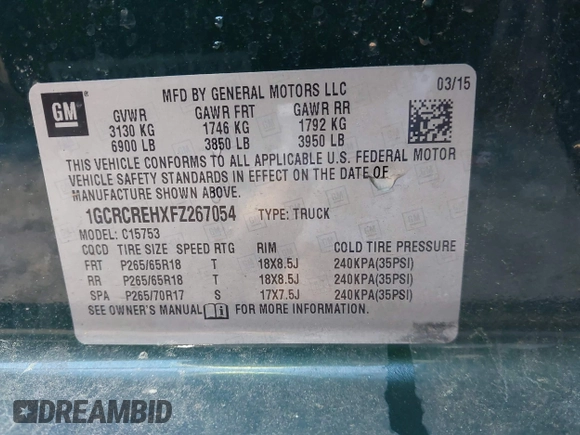 MFD BY GENERAL MOTORS LLC
03/15
GM ®
GVWR GAWR FRT GAWR RR
3130 KG 1746 KG 1792 KG
6900 LB 3850 LB 3950 LB
THIS VEHICLE CONFORMS TO ALL APPLICABLE U.S. FEDERAL MOTOR
VEHICLE SAFETY STANDARDS IN EFFECT ON THE DATE OF
MANUFACTURE SHOWN ABOVE.
1GCRCREHXFZ267054 TYPE: TRUCK
MODEL: C15753
CQCD TIRE SIZE SPEED RTG RIM COLD TIRE PRESSURE
FRT P265/65R18 T 18X8.5J 240KPA(35PSI)
RR P265/65R18 T 18X8.5J 240KPA(35PSI)
SPA P265/70R17 S 17X7.5J 240KPA(35PSI)
SEE OWNER'S MANUAL FOR MORE INFORMATION.
DREAMBID